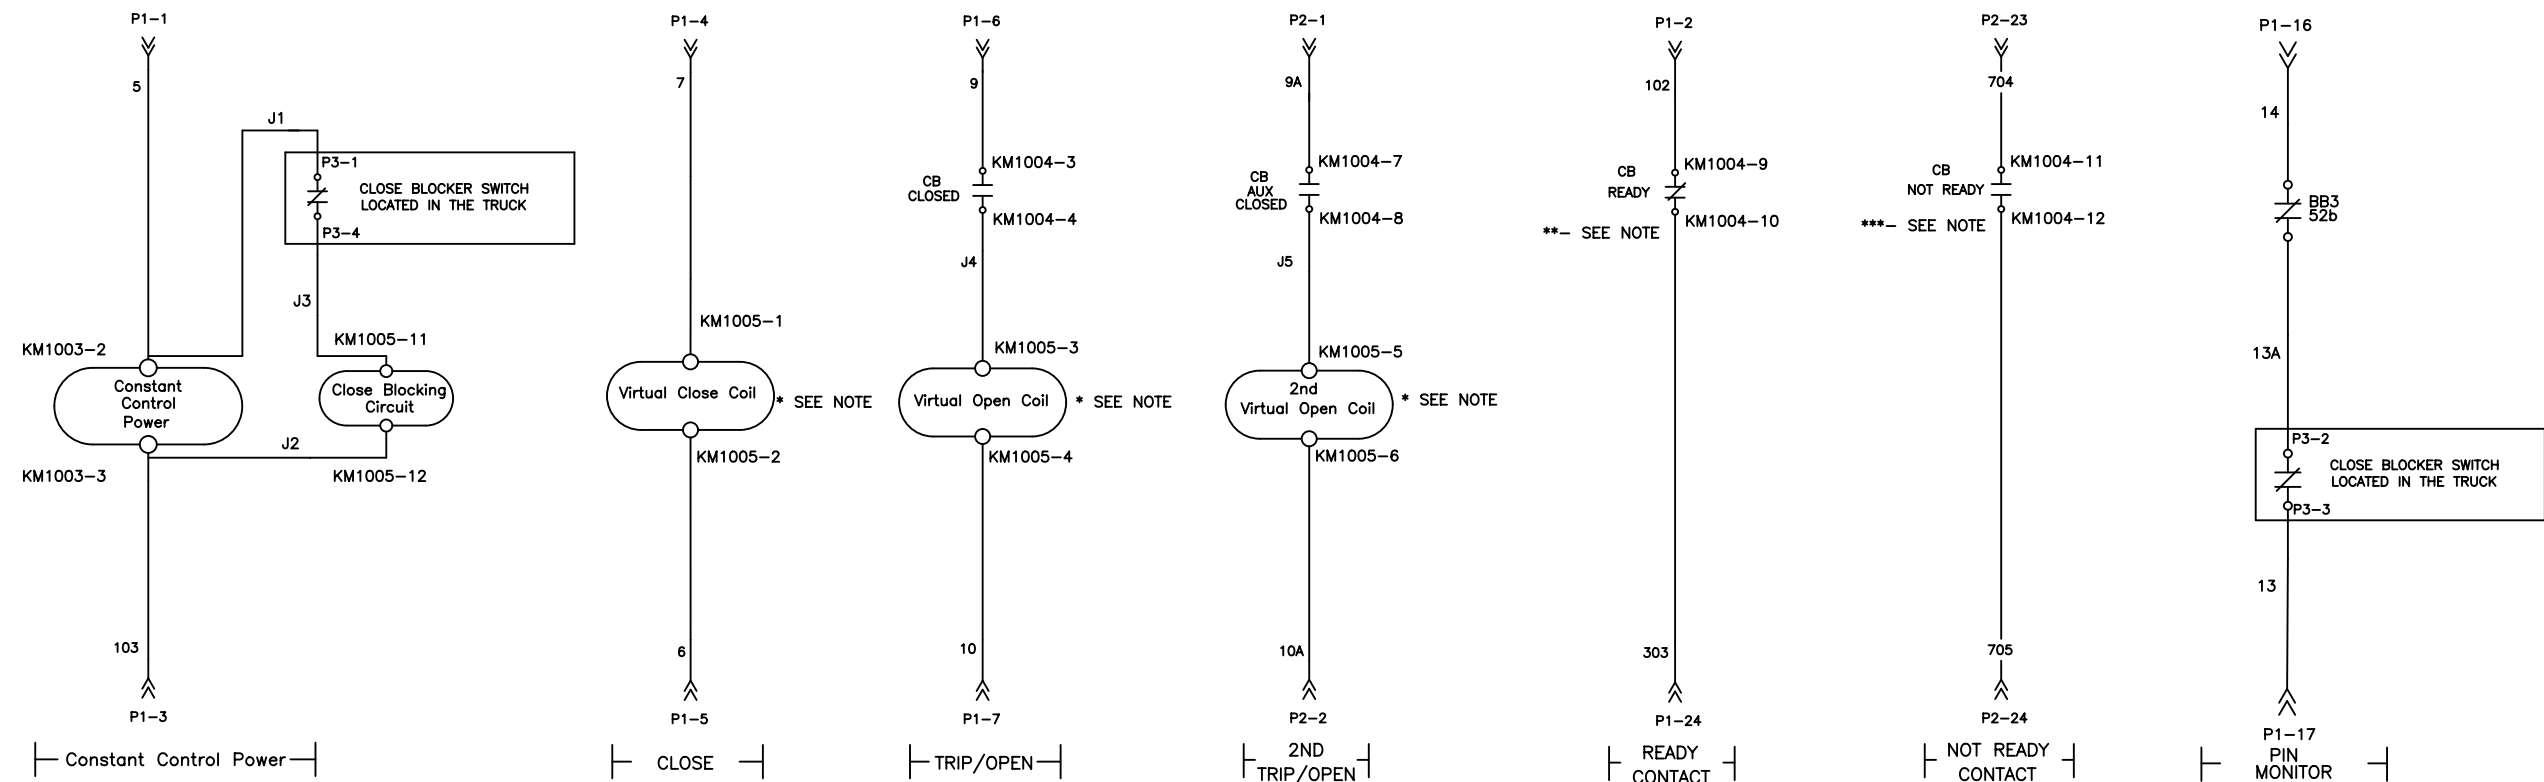 P1-1
5
J1
P3-1
CLOSE BLOCKER SWITCH
LOCATED IN THE TRUCK
P3-4
J3
KM1003-2
KM1005-11
Constant
Control
Power
Close Blocking
Circuit
J2
KM1003-3
KM1005-12
103
P1-3
Constant Control Power
P1-4
7
KM1005-1
Virtual Close Coil
* SEE NOTE
KM1005-2
6
P1-5
CLOSE
P1-6
9
KM1004-3
CB
CLOSED
KM1004-4
J4
KM1005-3
Virtual Open Coil
* SEE NOTE
KM1005-4
10
P1-7
TRIP/OPEN
P2-1
9A
KM1004-7
CB
AUX
CLOSED
KM1004-8
J5
KM1005-5
2nd
Virtual Open Coil
* SEE NOTE
KM1005-6
10A
P2-2
2ND
TRIP/OPEN
P1-2
102
KM1004-9
CB
READY
KM1004-10
**- SEE NOTE
303
P1-24
READY
CONTACT
P2-23
704
KM1004-11
CB
NOT READY
KM1004-12
***- SEE NOTE
705
P2-24
NOT READY
CONTACT
P1-16
14
BB3
52b
13A
P3-2
CLOSE BLOCKER SWITCH
LOCATED IN THE TRUCK
P3-3
13
P1-17
PIN
MONITOR